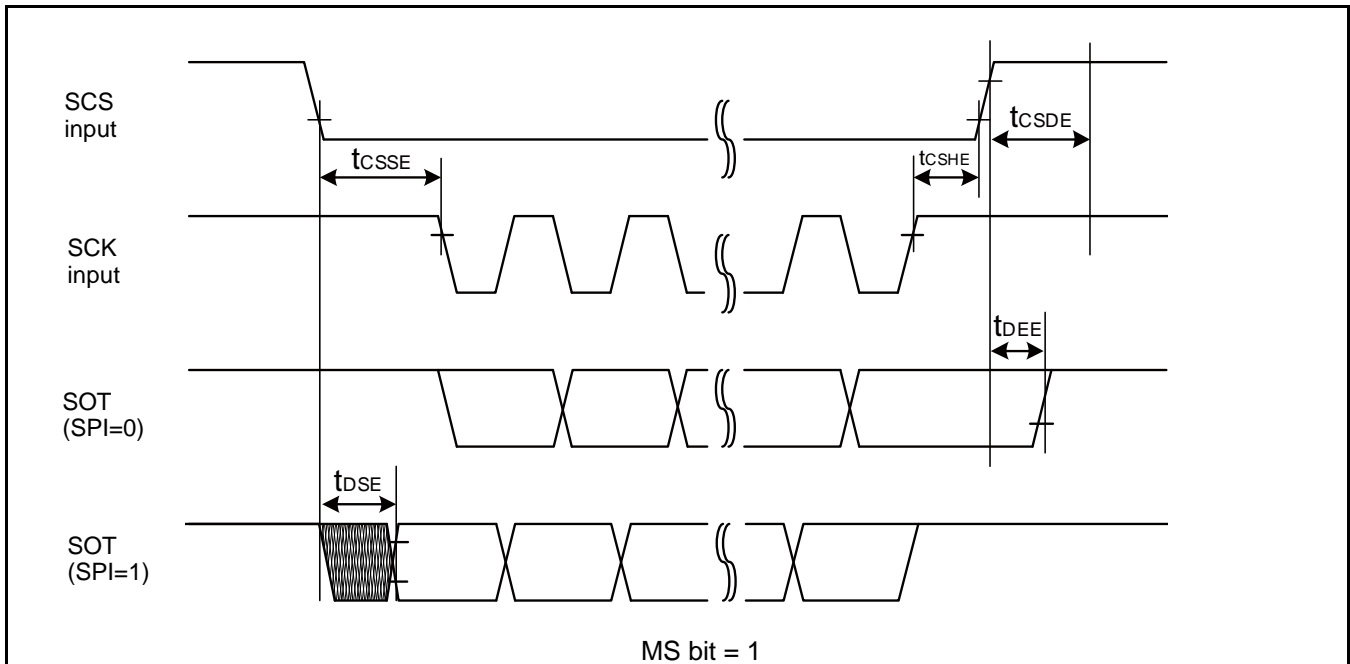 SCS
input
tCSDE
tCSSE
tCSHE
SCK
input
tDEE
SOT
(SPI=0)
tDSE
SOT
(SPI=1)
MS bit = 1